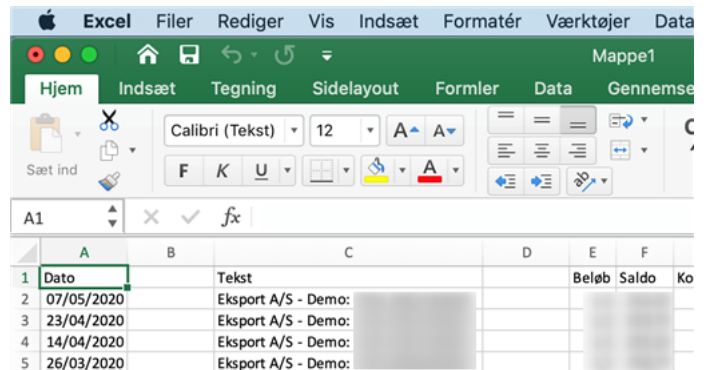 Excel Filer Rediger Vis Indsæt Formatér Værktøjer Data
Mappe1
Hjem Indsæt Tegning Sidelayout Formler Data Gennemse
Sæt ind
Calibri (Tekst) 12 A A
F K U A
A1 fx
A B C D E F
1 Dato Tekst Beløb Saldo Ko
2 07/05/2020 Eksport A/S - Demo:
3 23/04/2020 Eksport A/S - Demo:
4 14/04/2020 Eksport A/S - Demo:
5 26/03/2020 Eksport A/S - Demo: